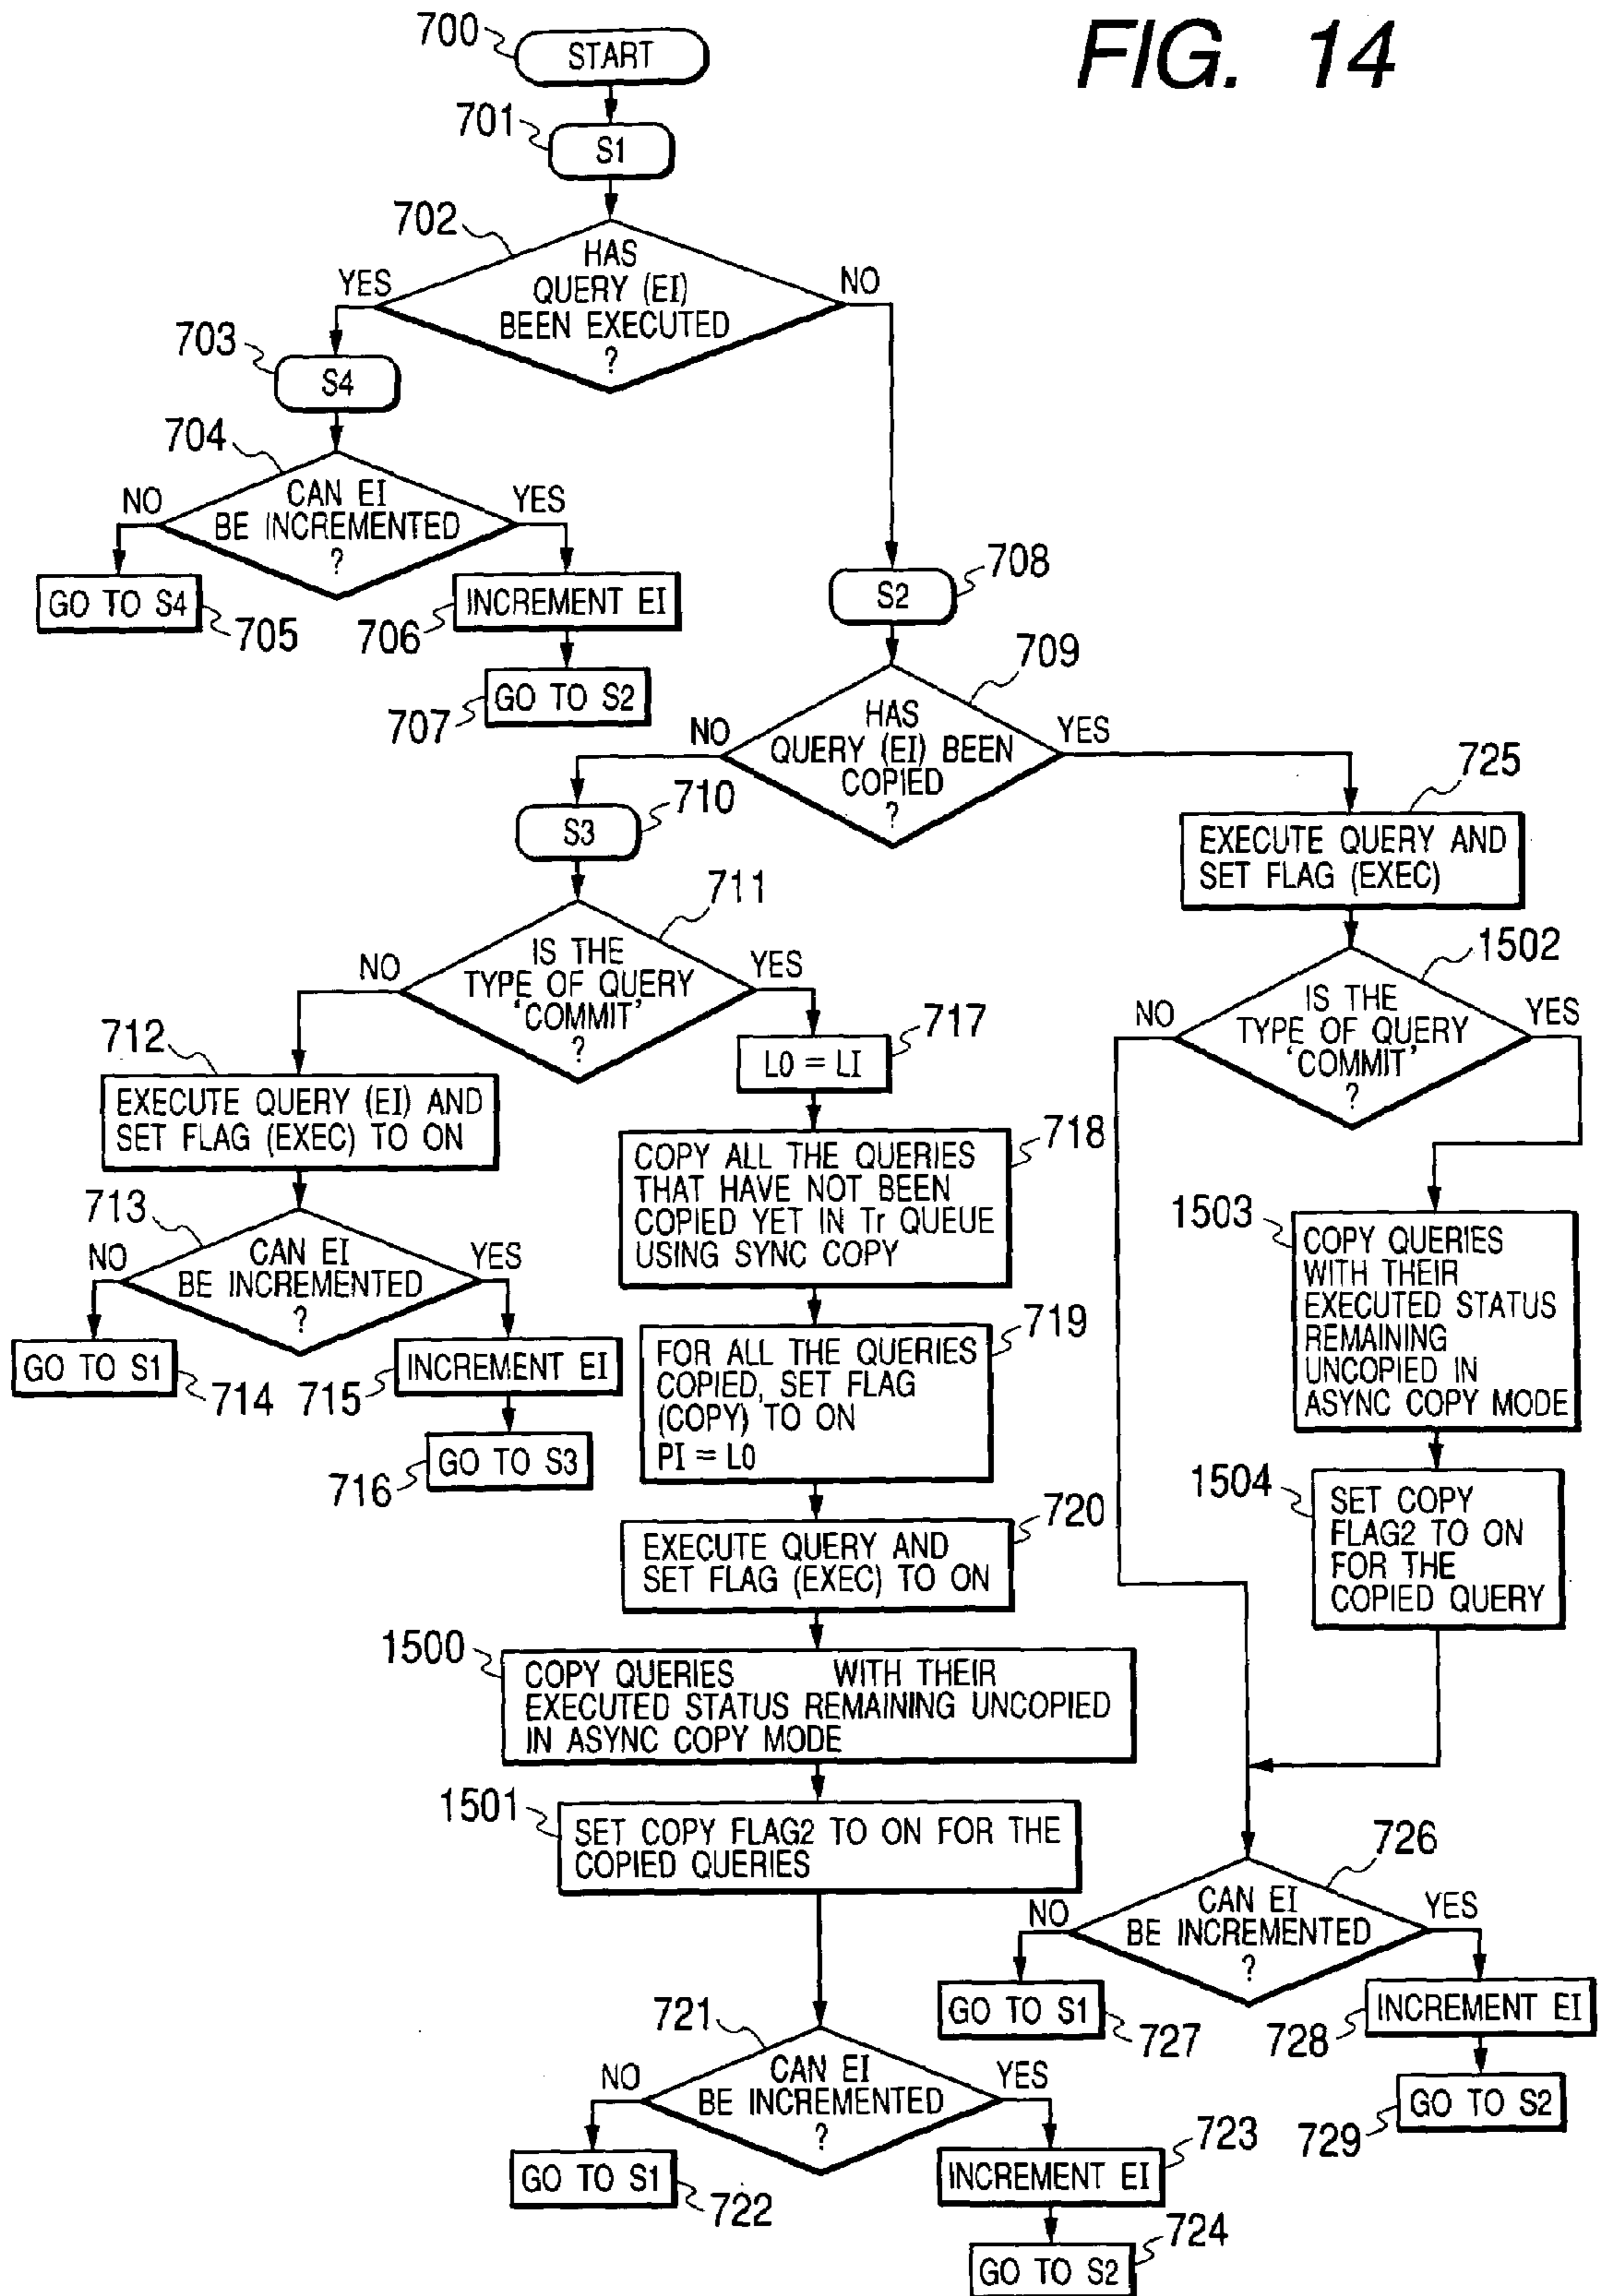 FIG. 14
700
START
701
S1
702
HAS
QUERY (EI)
BEEN EXECUTED
?
YES
NO
703
S4
704
CAN EI
BE INCREMENTED
?
NO
YES
GO TO S4
705
INCREMENT EI
706
GO TO S2
707
S2
708
709
HAS
QUERY (EI) BEEN
COPIED
?
NO
YES
S3
710
711
IS THE
TYPE OF QUERY
'COMMIT'
?
NO
YES
712
EXECUTE QUERY (EI) AND
SET FLAG (EXEC) TO ON
713
CAN EI
BE INCREMENTED
?
NO
YES
GO TO S1
714
715
INCREMENT EI
716
GO TO S3
717
L0 = LI
718
COPY ALL THE QUERIES
THAT HAVE NOT BEEN
COPIED YET IN Tr QUEUE
USING SYNC COPY
719
FOR ALL THE QUERIES
COPIED, SET FLAG
(COPY) TO ON
PI = L0
720
EXECUTE QUERY AND
SET FLAG (EXEC) TO ON
1500
COPY QUERIES WITH THEIR
EXECUTED STATUS REMAINING UNCOPIED
IN ASYNC COPY MODE
1501
SET COPY FLAG2 TO ON FOR THE
COPIED QUERIES
721
CAN EI
BE INCREMENTED
?
NO
YES
GO TO S1
722
723
INCREMENT EI
724
GO TO S2
725
EXECUTE QUERY AND
SET FLAG (EXEC)
1502
IS THE
TYPE OF QUERY
'COMMIT'
?
NO
YES
1503
COPY QUERIES
WITH THEIR
EXECUTED STATUS
REMAINING
UNCOPIED IN
ASYNC COPY MODE
1504
SET COPY
FLAG2 TO ON
FOR THE
COPIED QUERY
726
CAN EI
BE INCREMENTED
?
NO
YES
GO TO S1
727
728
INCREMENT EI
729
GO TO S2